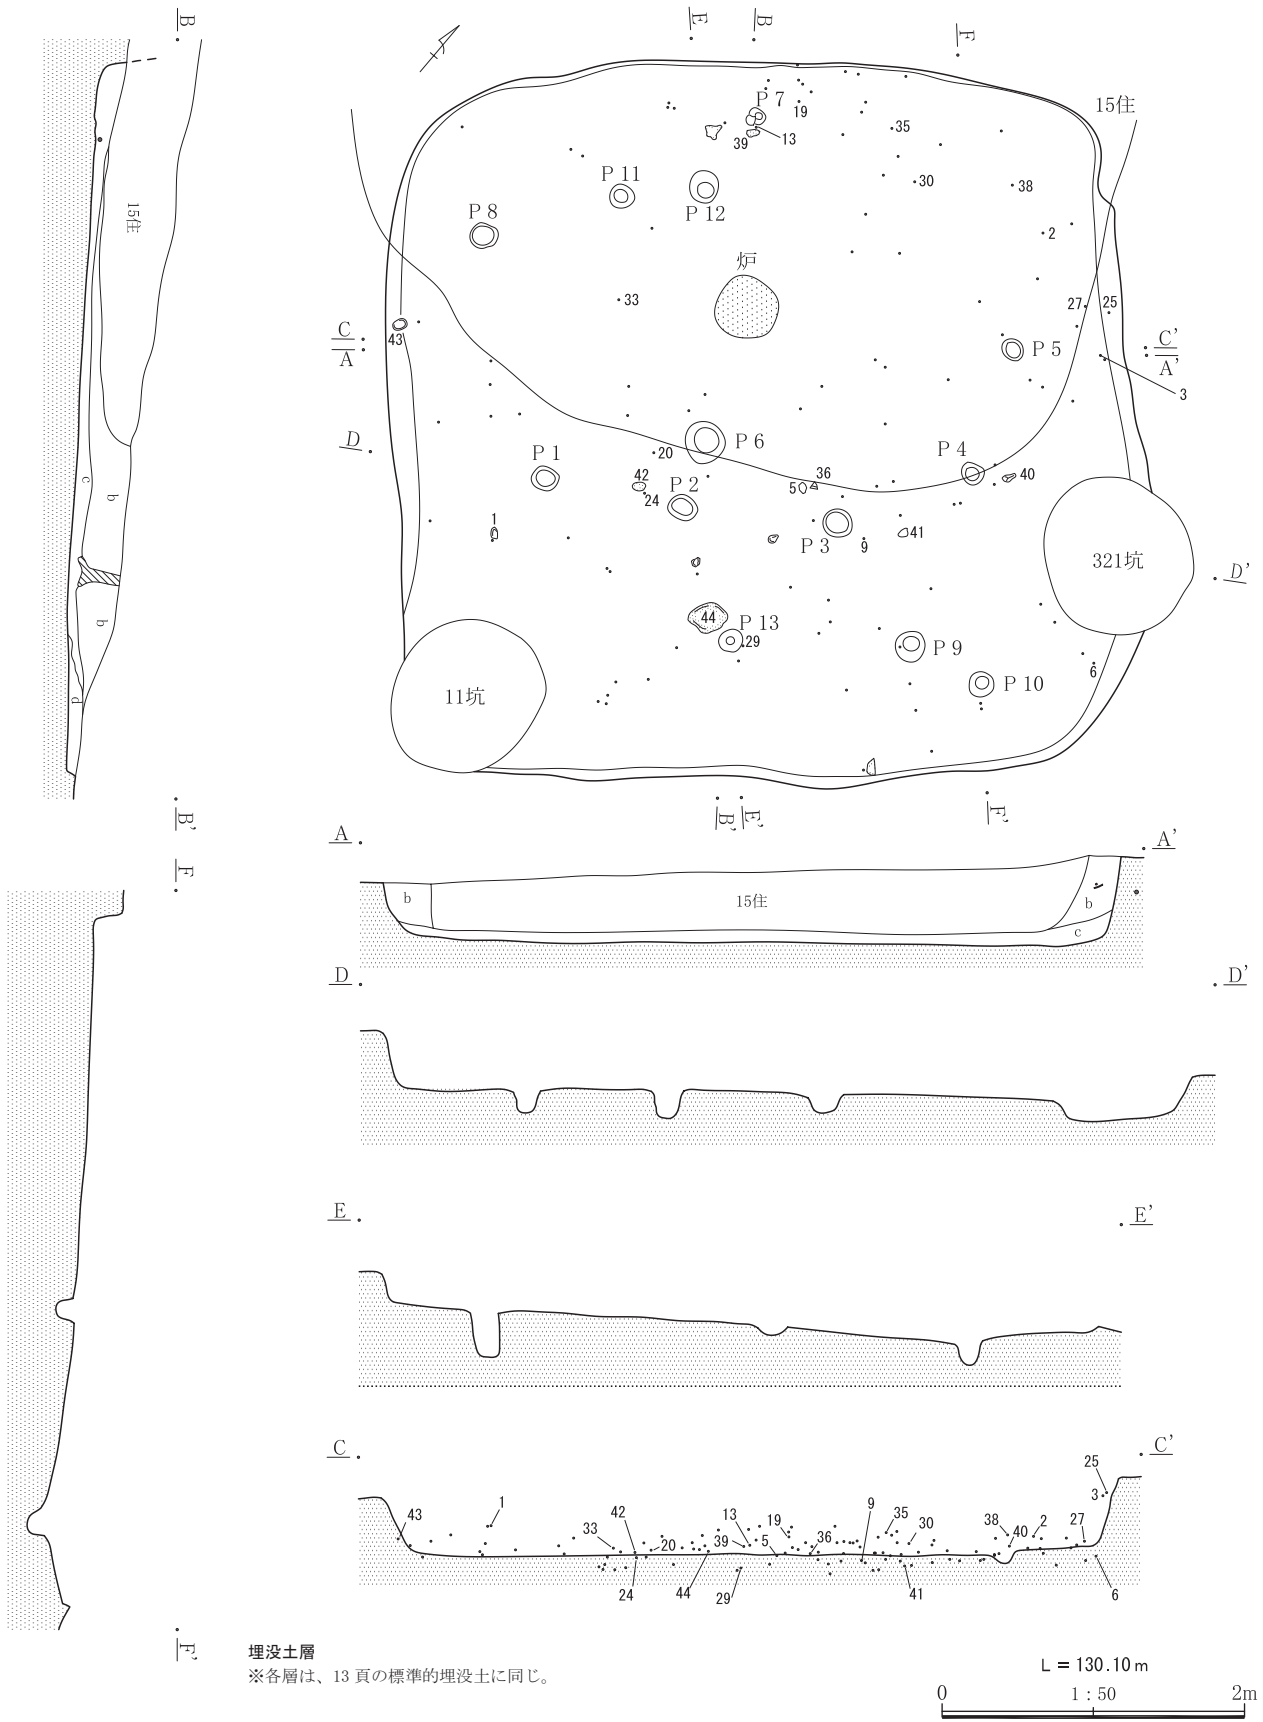 B
E
B
F
15住
P 7
19
35
39
13
P 11
30
38
P 12
P 8
2
15住
炉
33
27
25
C
A
43
P 5
C'
A'
3
D
P 6
P 1
20
P 4
42
36
40
24
P 2
5
1
P 3
9
41
321坑
D'
c
b
b
d
44
P 13
29
P 9
6
P 10
11坑
B'
B'
E'
F'
A
A'
F
b
15住
b
c
D
D'
E
E'
C
C'
25
3
43
1
42
33
13
19
9
35
38
2
27
20
39
5
36
30
40
24
44
29
41
6
F'
埋没土層
※各層は、13 頁の標準的埋没土に同じ。
L = 130.10m
0
1 : 50
2m